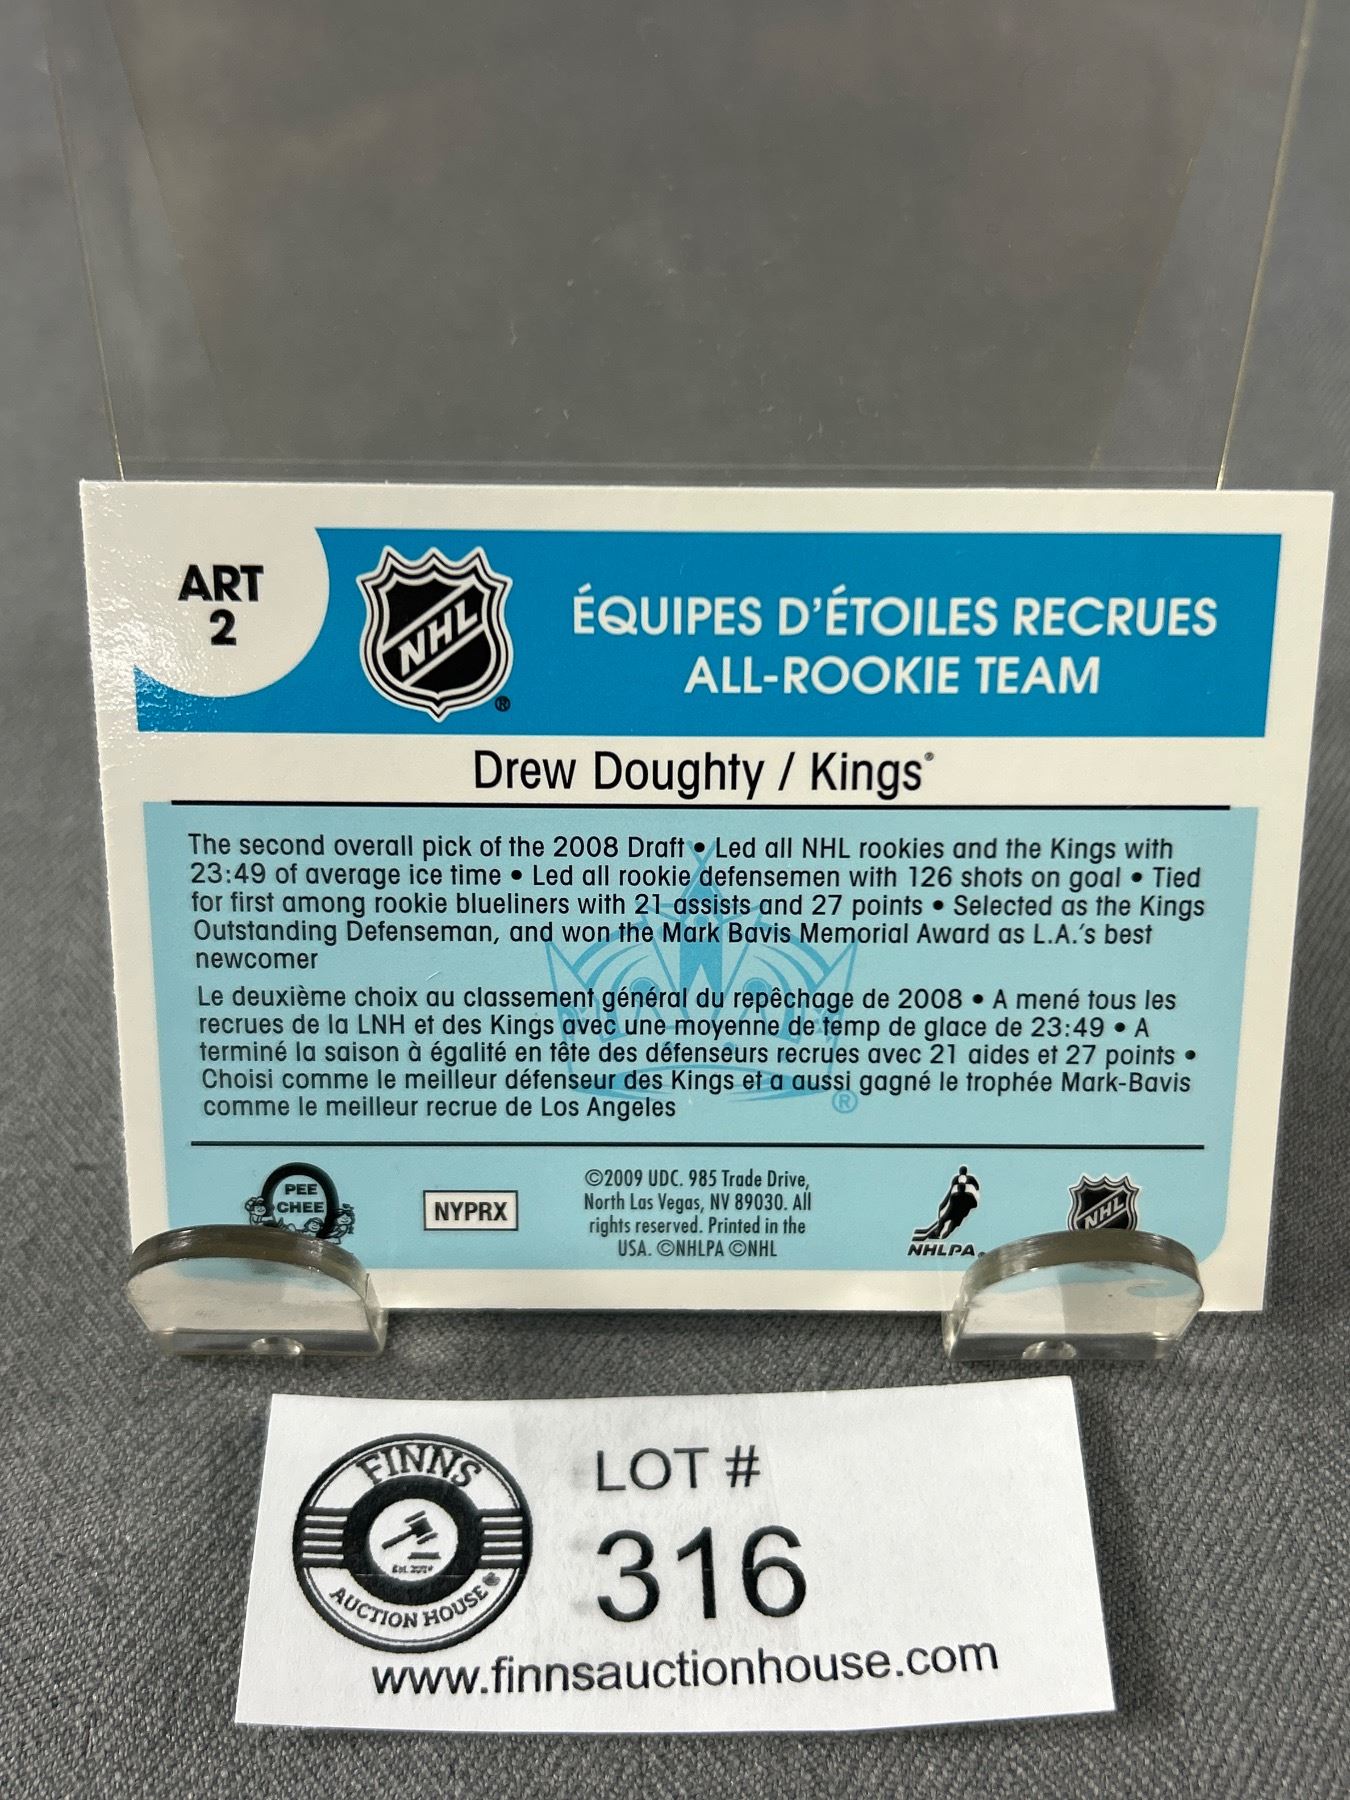 ART
2
NHL
®
ÉQUIPES D'ÉTOILES RECRUES
ALL-ROOKIE TEAM
Drew Doughty / Kings®
The second overall pick of the 2008 Draft • Led all NHL rookies and the Kings with
23:49 of average ice time • Led all rookie defensemen with 126 shots on goal • Tied
for first among rookie blueliners with 21 assists and 27 points • Selected as the Kings
Outstanding Defenseman, and won the Mark Bavis Memorial Award as L.A.'s best
newcomer
Le deuxième choix au classement général du repêchage de 2008 • A mené tous les
recrues de la LNH et des Kings avec une moyenne de temp de glace de 23:49 • A
terminé la saison à égalité en tête des défenseurs recrues avec 21 aides et 27 points •
Choisi comme le meilleur défenseur des Kings et a aussi gagné le trophée Mark-Bavis
comme le meilleur recrue de Los Angeles
®
PEE
CHEE
NYPRX
©2009 UDC. 985 Trade Drive,
North Las Vegas, NV 89030. All
rights reserved. Printed in the
USA. ©NHLPA ©NHL
NHLPA
NHL
FINNS
AUCTION HOUSE
LOT #
316
www.finnsauctionhouse.com